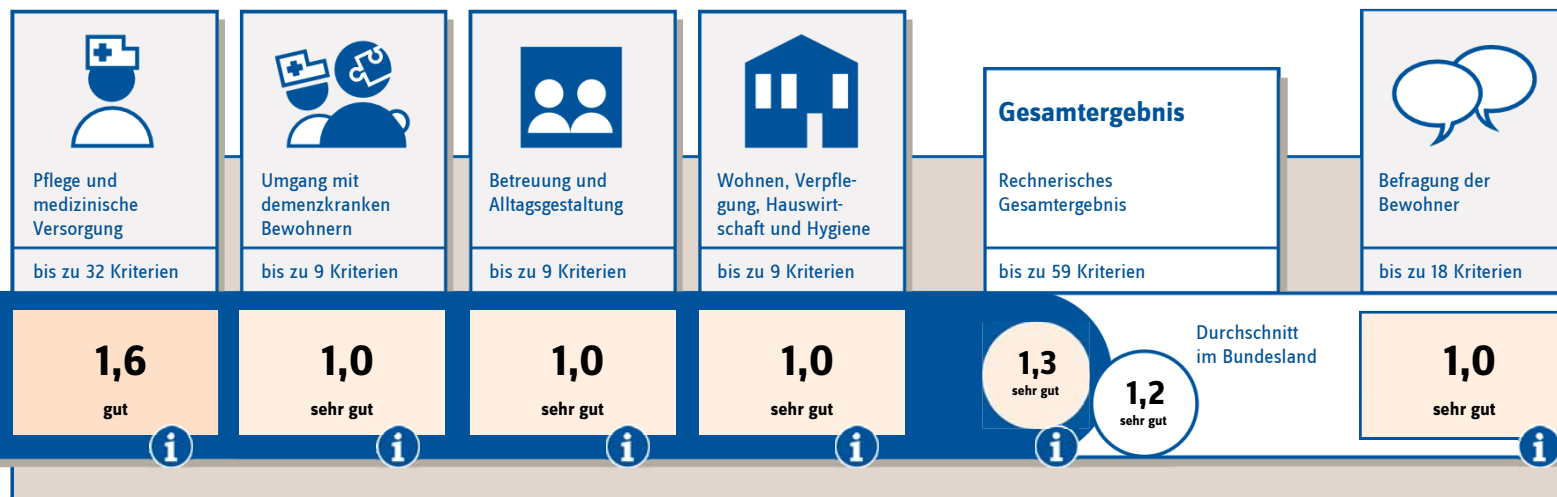 Pflege und
medizinische
Versorgung
bis zu 32 Kriterien
1,6
gut
Umgang mit
demenzkranken
Bewohnern
bis zu 9 Kriterien
1,0
sehr gut
Betreuung und
Alltagsgestaltung
bis zu 9 Kriterien
1,0
sehr gut
Wohnen, Verpfle-
gung, Hauswirt-
schaft und Hygiene
bis zu 9 Kriterien
1,0
sehr gut
Gesamtergebnis
Rechnerisches
Gesamtergebnis
bis zu 59 Kriterien
1,3
sehr gut
Durchschnitt
im Bundesland
1,2
sehr gut
Befragung der
Bewohner
bis zu 18 Kriterien
1,0
sehr gut